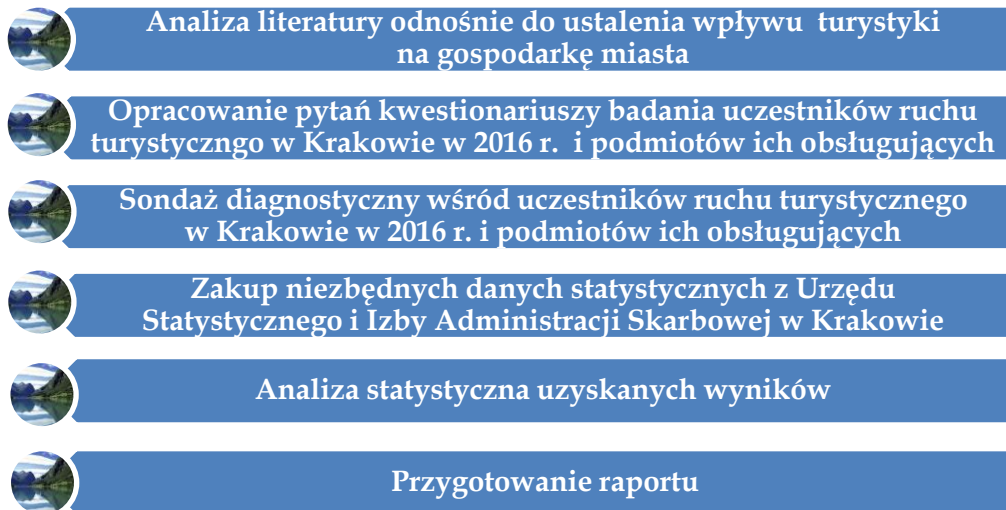 Analiza literatury odnośnie do ustalenia wpływu turystyki
na gospodarkę miasta
Opracowanie pytań kwestionariuszy badania uczestników ruchu
turystyczngo w Krakowie w 2016 r. i podmiotów ich obsługujących
Sondaż diagnostyczny wśród uczestników ruchu turystycznego
w Krakowie w 2016 r. i podmiotów ich obsługujących
Zakup niezbędnych danych statystycznych z Urzędu
Statystycznego i Izby Administracji Skarbowej w Krakowie
Analiza statystyczna uzyskanych wyników
Przygotowanie raportu